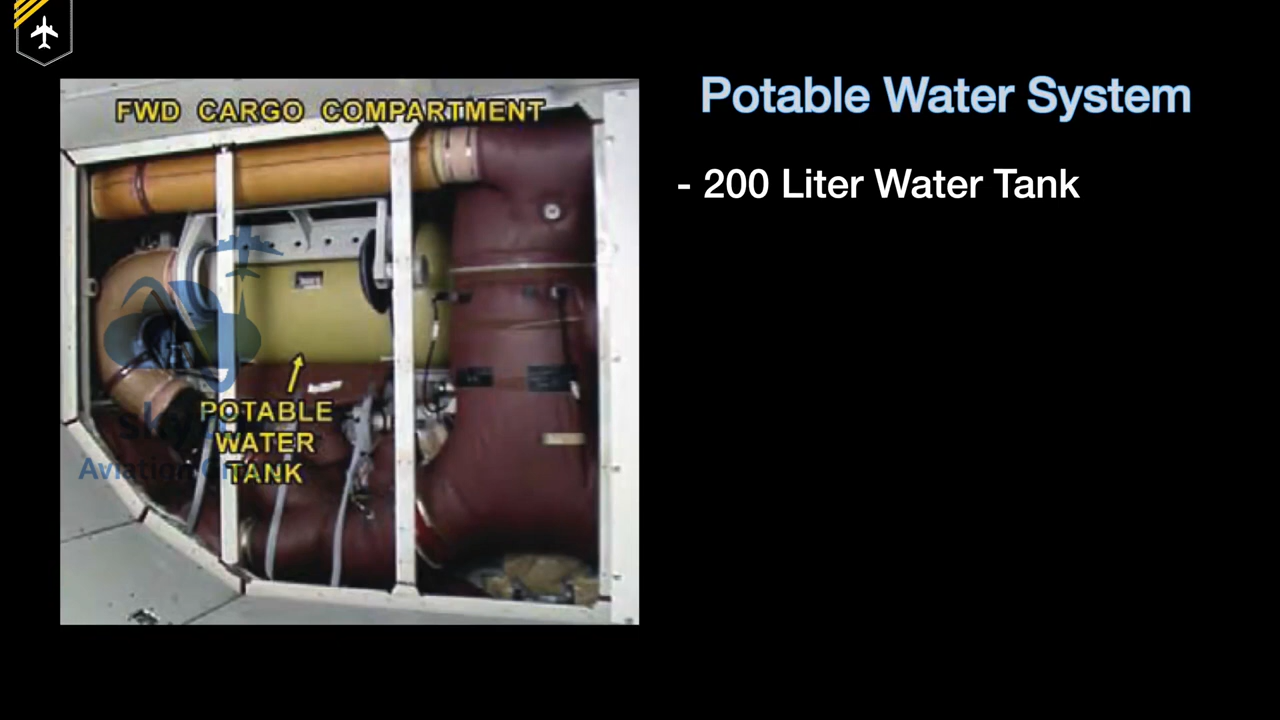 FWD CARGO COMPARTMENT
POTABLE
WATER
TANK
Potable Water System
- 200 Liter Water Tank